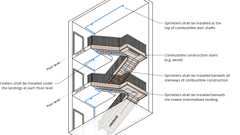 Sprinklers shall be installed at the
top of combustible stair shafts
Combustible construction stairs
(e.g. wood)
Sprinklers shall be installed under
the landings at each floor level
Sprinklers shall be installed beneath all
stairways of combustible construction
Sprinklers shall be installed beneath
the lowest intermediate landing